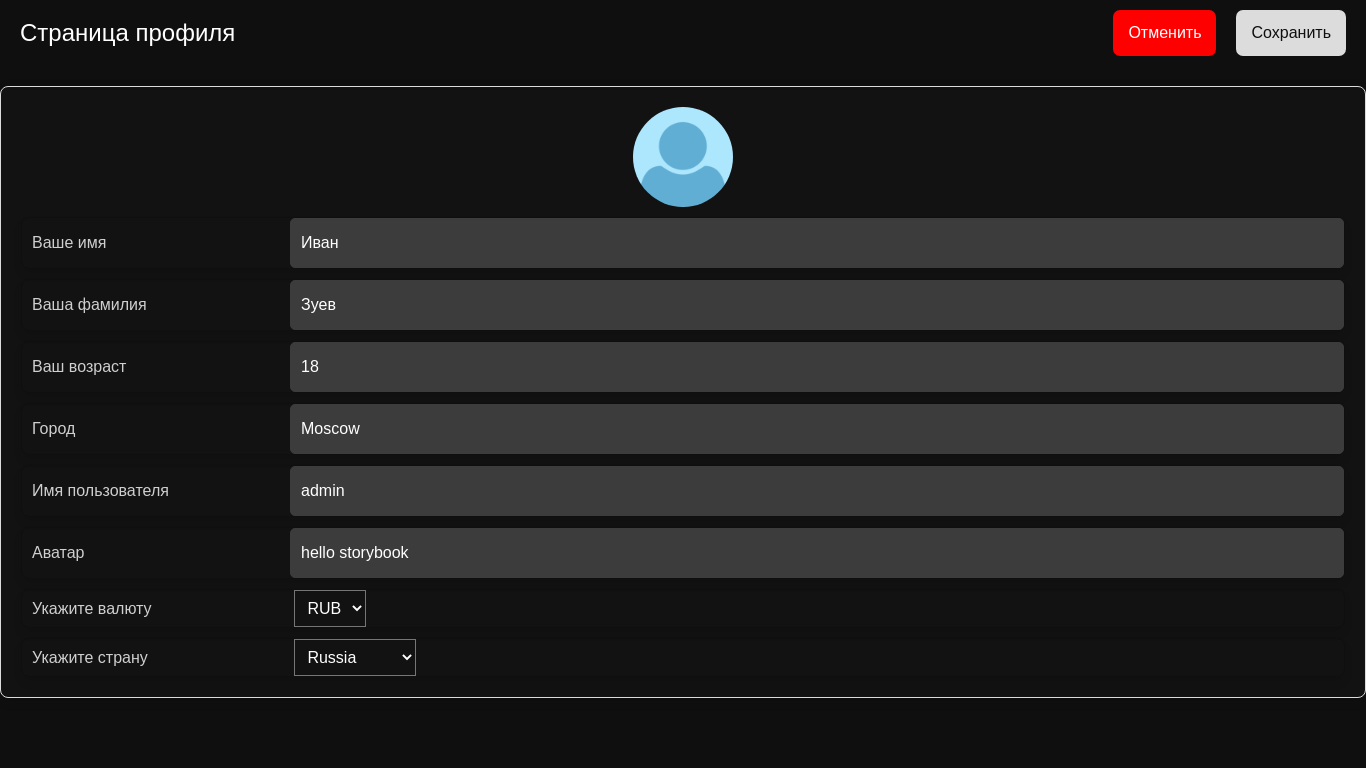 Страница профиля
Отменить
Сохранить
Ваше имя
Иван
Ваша фамилия
Зуев
Ваш возраст
18
Город
Moscow
Имя пользователя
admin
Аватар
hello storybook
Укажите валюту
RUB
Укажите страну
Russia